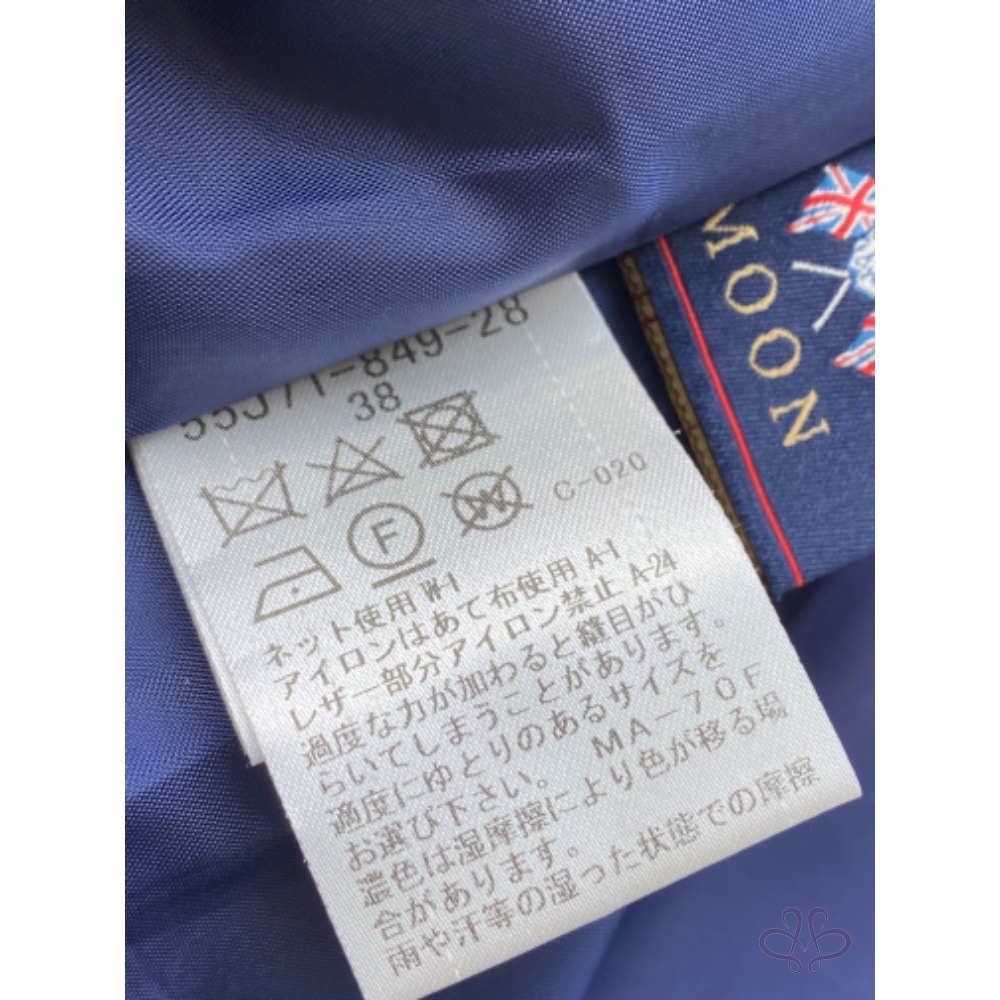 55371-849-28
38
F
W
C-020
ネット使用 W-1
アイロンはあて布使用 A-1
レザー部分アイロン禁止 A-24
過度な力が加わると縫目がひ
らいてしまうことがあります。
適度にゆとりのあるサイズを
お選び下さい。 MA-70F
濃色は湿摩擦により色が移る場
合があります。
雨や汗等の湿った状態での摩擦
MOON